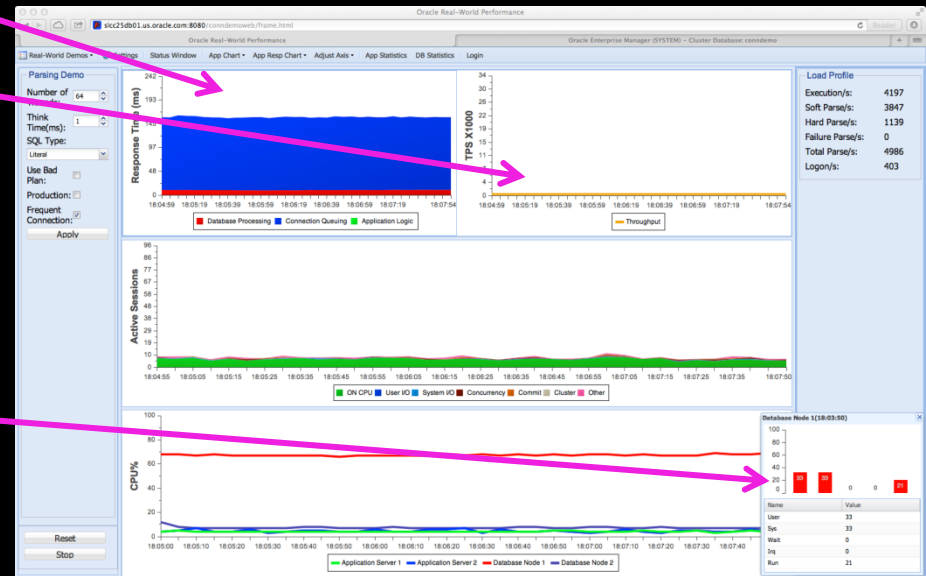 Oracle Real-World Performance
slcc25db01.us.oracle.com:8080/conndemoweb/frame.html
Reader
Oracle Real-World Performance
Oracle Enterprise Manager (SYSTEM) - Cluster Database: conndemo
Real-World Demos
Settings
Status Window
App Chart
App Resp Chart
Adjust Axis
App Statistics
DB Statistics
Login
Parsing Demo
Number of
64
Think
Time(ms):
1
SQL Type:
Literal
Use Bad
Plan:
Production:
Frequent
Connection:
Apply
Reset
Stop
Response Time (ms)
242
193
145
97
48
0
18:04:59 18:05:19 18:05:39 18:05:59 18:06:19 18:06:39 18:06:59 18:07:19 18:07:54
Database Processing Connection Queuing Application Logic
TPS X1000
34
30
26
22
19
15
11
4
0
18:04:59 18:05:19 18:05:39 18:05:59 18:06:19 18:06:39 18:06:59 18:07:19 18:07:54
Throughput
Load Profile
Execution/s: 4197
Soft Parse/s: 3847
Hard Parse/s: 1139
Failure Parse/s: 0
Total Parse/s: 4986
Logon/s: 403
Active Sessions
96
86
77
67
58
48
38
29
19
10
0
18:04:55 18:05:05 18:05:15 18:05:25 18:05:35 18:05:45 18:05:55 18:06:05 18:06:15 18:06:25 18:06:35 18:06:45 18:06:55 18:07:05 18:07:15 18:07:25 18:07:35 18:07:50
ON CPU User I/O System I/O Concurrency Commit Cluster Other
CPU%
100
80
60
40
20
0
18:05:00 18:05:10 18:05:20 18:05:30 18:05:40 18:05:50 18:06:00 18:06:10 18:06:20 18:06:30 18:06:40 18:06:50 18:07:00 18:07:10 18:07:20 18:07:30 18:07:40
Application Server 1 Application Server 2 Database Node 1 Database Node 2
Database Node 1(18:03:50)
100
80
60
40
20
0
33 33 0 0 21
Name Value
User 33
Sys 33
Wait 0
Irq 0
Run 21